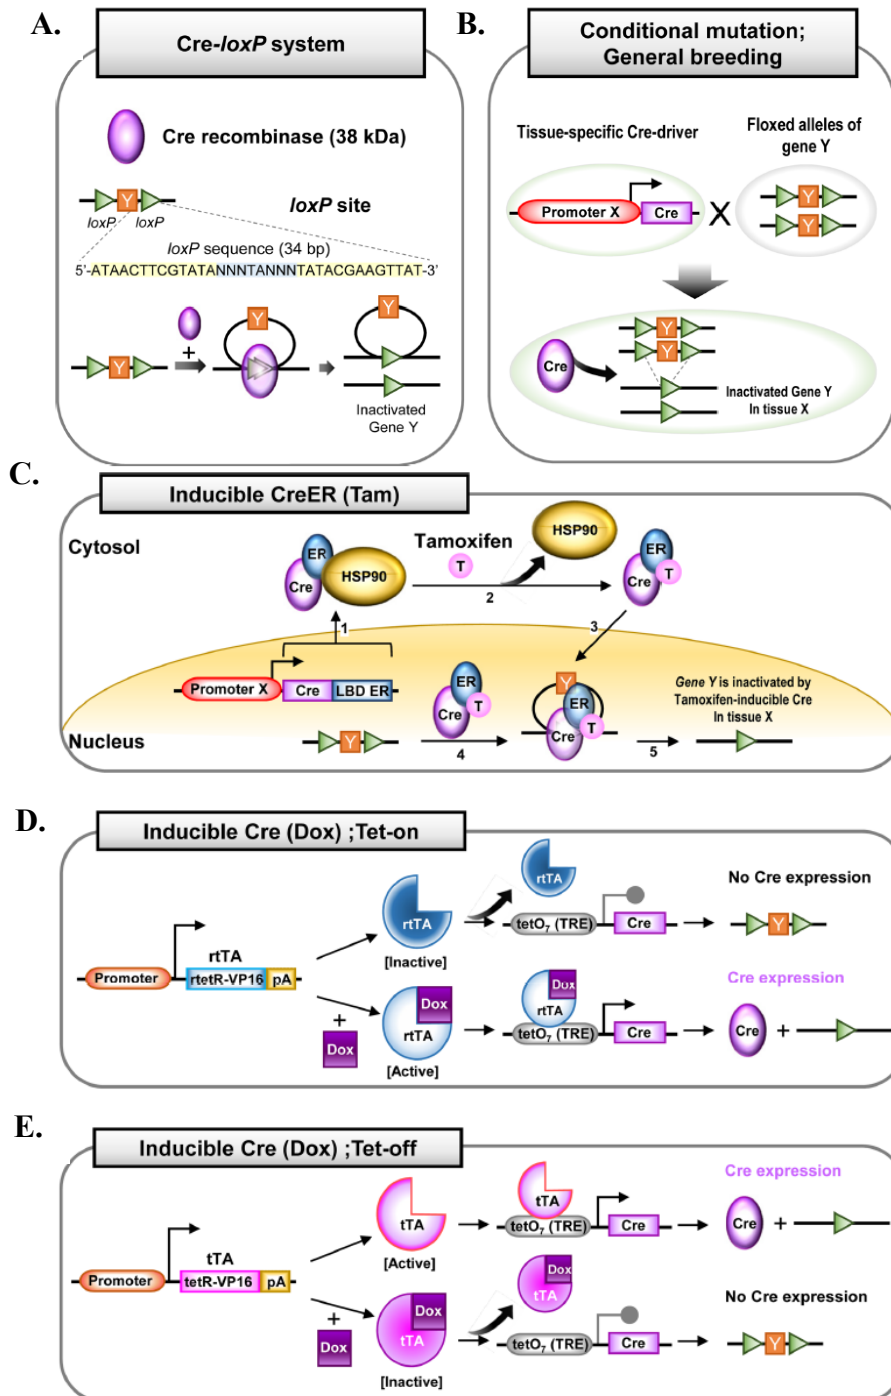 A.
Cre-loxP system
Cre recombinase (38 kDa)
Y
loxP
loxP
loxP site
loxP sequence (34 bp)
5'-ATAACTTCGTATANNNTANNNTATACGAAGTTAT-3'
Y
+
Y
Y
Inactivated
Gene Y
B.
Conditional mutation;
General breeding
Tissue-specific Cre-driver
Floxed alleles of
gene Y
Promoter X
Cre
X
Y
Y
Cre
Y
Y
Inactivated Gene Y
In tissue X
C.
Inducible CreER (Tam)
Cytosol
ER
Cre
HSP90
Tamoxifen
T
2
HSP90
ER
Cre
T
1
3
Promoter X
Cre
LBD ER
Nucleus
Y
ER
Cre
T
4
Y
ER
Cre
T
5
Gene Y is inactivated by
Tamoxifen-inducible Cre
In tissue X
D.
Inducible Cre (Dox) ;Tet-on
rtTA
Promoter
rtetR-VP16
pA
+
Dox
rtTA
[Inactive]
rtTA
tetO7 (TRE)
Cre
No Cre expression
Y
Dox
rtTA
[Active]
Dox
rtTA
tetO7 (TRE)
Cre
Cre expression
Cre
+
E.
Inducible Cre (Dox) ;Tet-off
tTA
Promoter
tetR-VP16
pA
+
Dox
tTA
[Active]
tTA
tetO7 (TRE)
Cre
Cre expression
Cre
+
Dox
tTA
[Inactive]
Dox
tTA
tetO7 (TRE)
Cre
No Cre expression
Y